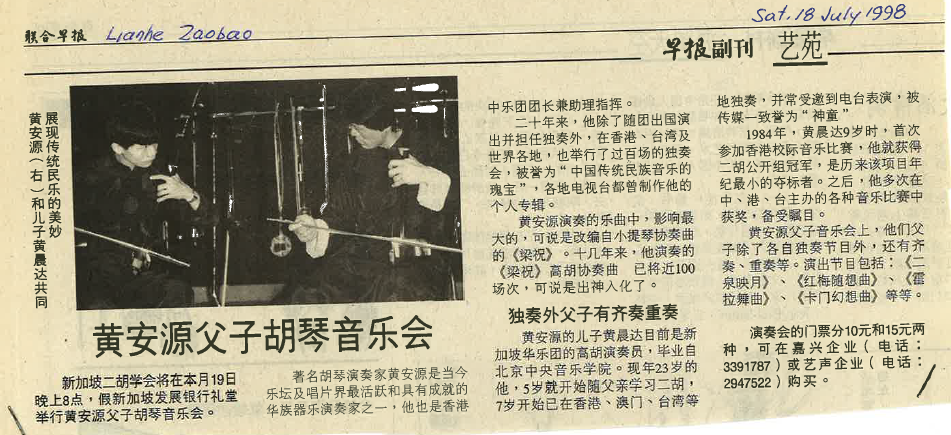 联合早报 Lianhe Zaobao
Sat. 18 July 1998
早报副刊 艺苑
展现传统民乐的美妙
黄安源（右）和儿子黄晨达共同
黄安源父子胡琴音乐会
新加坡二胡学会将在本月19日
晚上8点，假新加坡发展银行礼堂
举行黄安源父子胡琴音乐会。
著名胡琴演奏家黄安源是当今
乐坛及唱片界最活跃和具有成就的
华族器乐演奏家之一，他也是香港
中乐团团长兼助理指挥。
二十年来，他除了随团出国演
出并担任独奏外，在香港、台湾及
世界各地，也举行了过百场的独奏
会，被誉为“中国传统民族音乐的
瑰宝”，各地电视台都曾制作他的
个人专辑。
黄安源演奏的乐曲中，影响最
大的，可说是改编自小提琴协奏曲
的《梁祝》。十几年来，他演奏的
《梁祝》高胡协奏曲 已将近100
场次，可说是出神入化了。
独奏外父子有齐奏重奏
黄安源的儿子黄晨达目前是新
加坡华乐团的高胡演奏员，毕业自
北京中央音乐学院。现年23岁的
他，5岁就开始随父亲学习二胡，
7岁开始已在香港、澳门、台湾等
地独奏，并常受邀到电台表演，被
传媒一致誉为“神童”
1984年，黄晨达9岁时，首次
参加香港校际音乐比赛，他就获得
二胡公开组冠军，是历来该项目年
纪最小的夺标者。之后，他多次在
中、港、台主办的各种音乐比赛中
获奖，备受瞩目。
黄安源父子音乐会上，他们父
子除了各自独奏节目外，还有齐
奏、重奏等。演出节目包括：《二
泉映月》、《红梅随想曲》、《霍
拉舞曲》、《卡门幻想曲》等等。
演奏会的门票分10元和15元两
种，可在嘉兴企业（电话：
3391787）或艺声企业（电话：
2947522）购买。